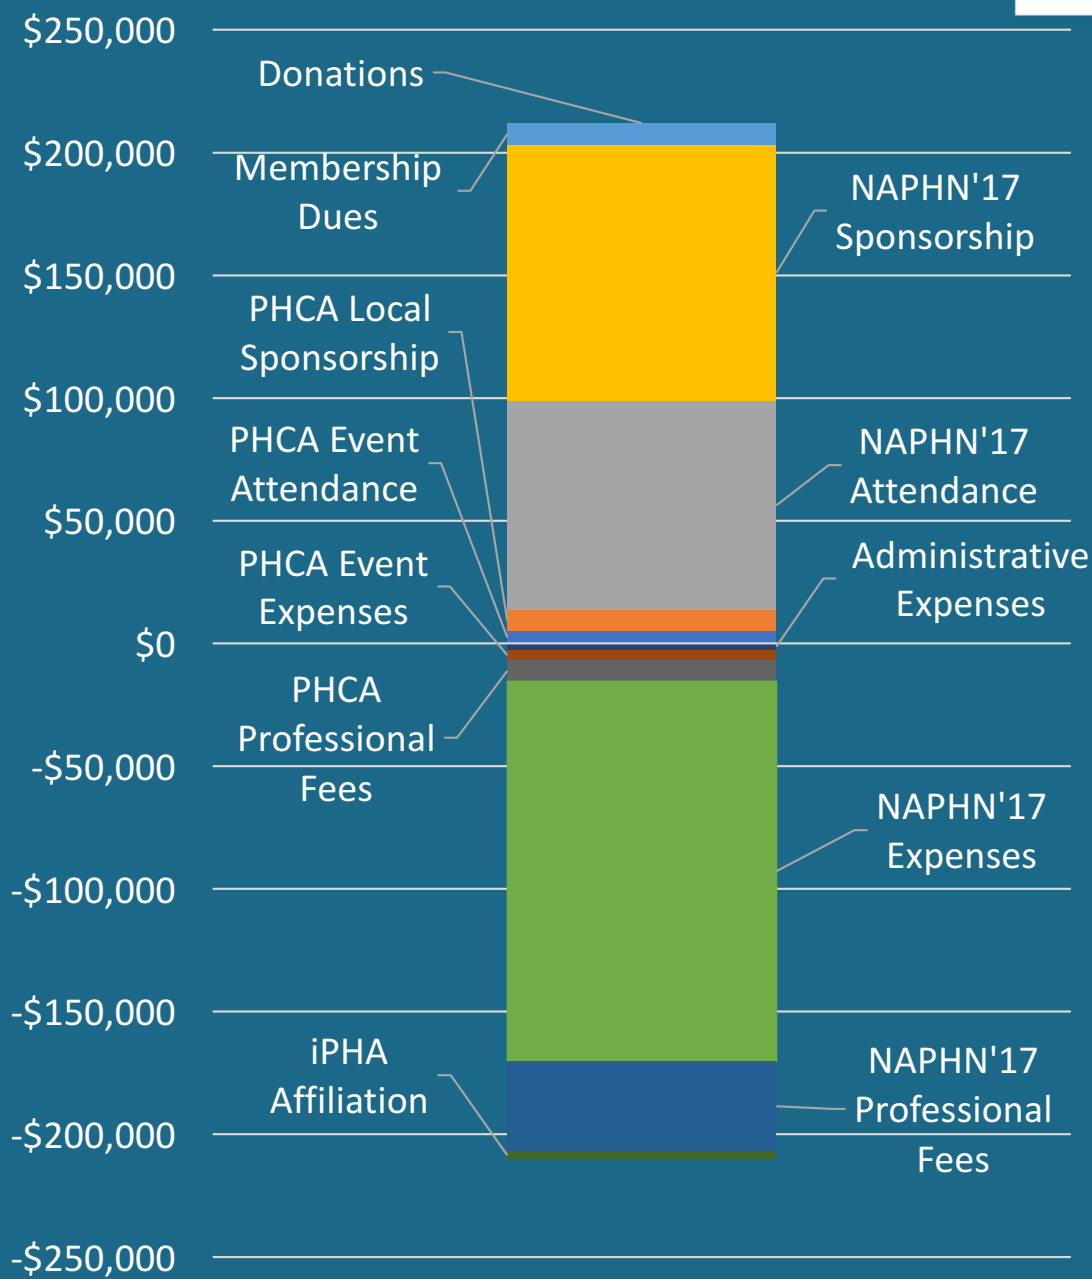 $250,000
Donations
$200,000
Membership
Dues
NAPHN'17
Sponsorship
$150,000
PHCA Local
Sponsorship
$100,000
PHCA Event
Attendance
NAPHN'17
Attendance
$50,000
PHCA Event
Expenses
Administrative
Expenses
$0
PHCA
Professional
Fees
-$50,000
NAPHN'17
Expenses
-$100,000
-$150,000
iPHA
Affiliation
NAPHN'17
Professional
Fees
-$200,000
-$250,000